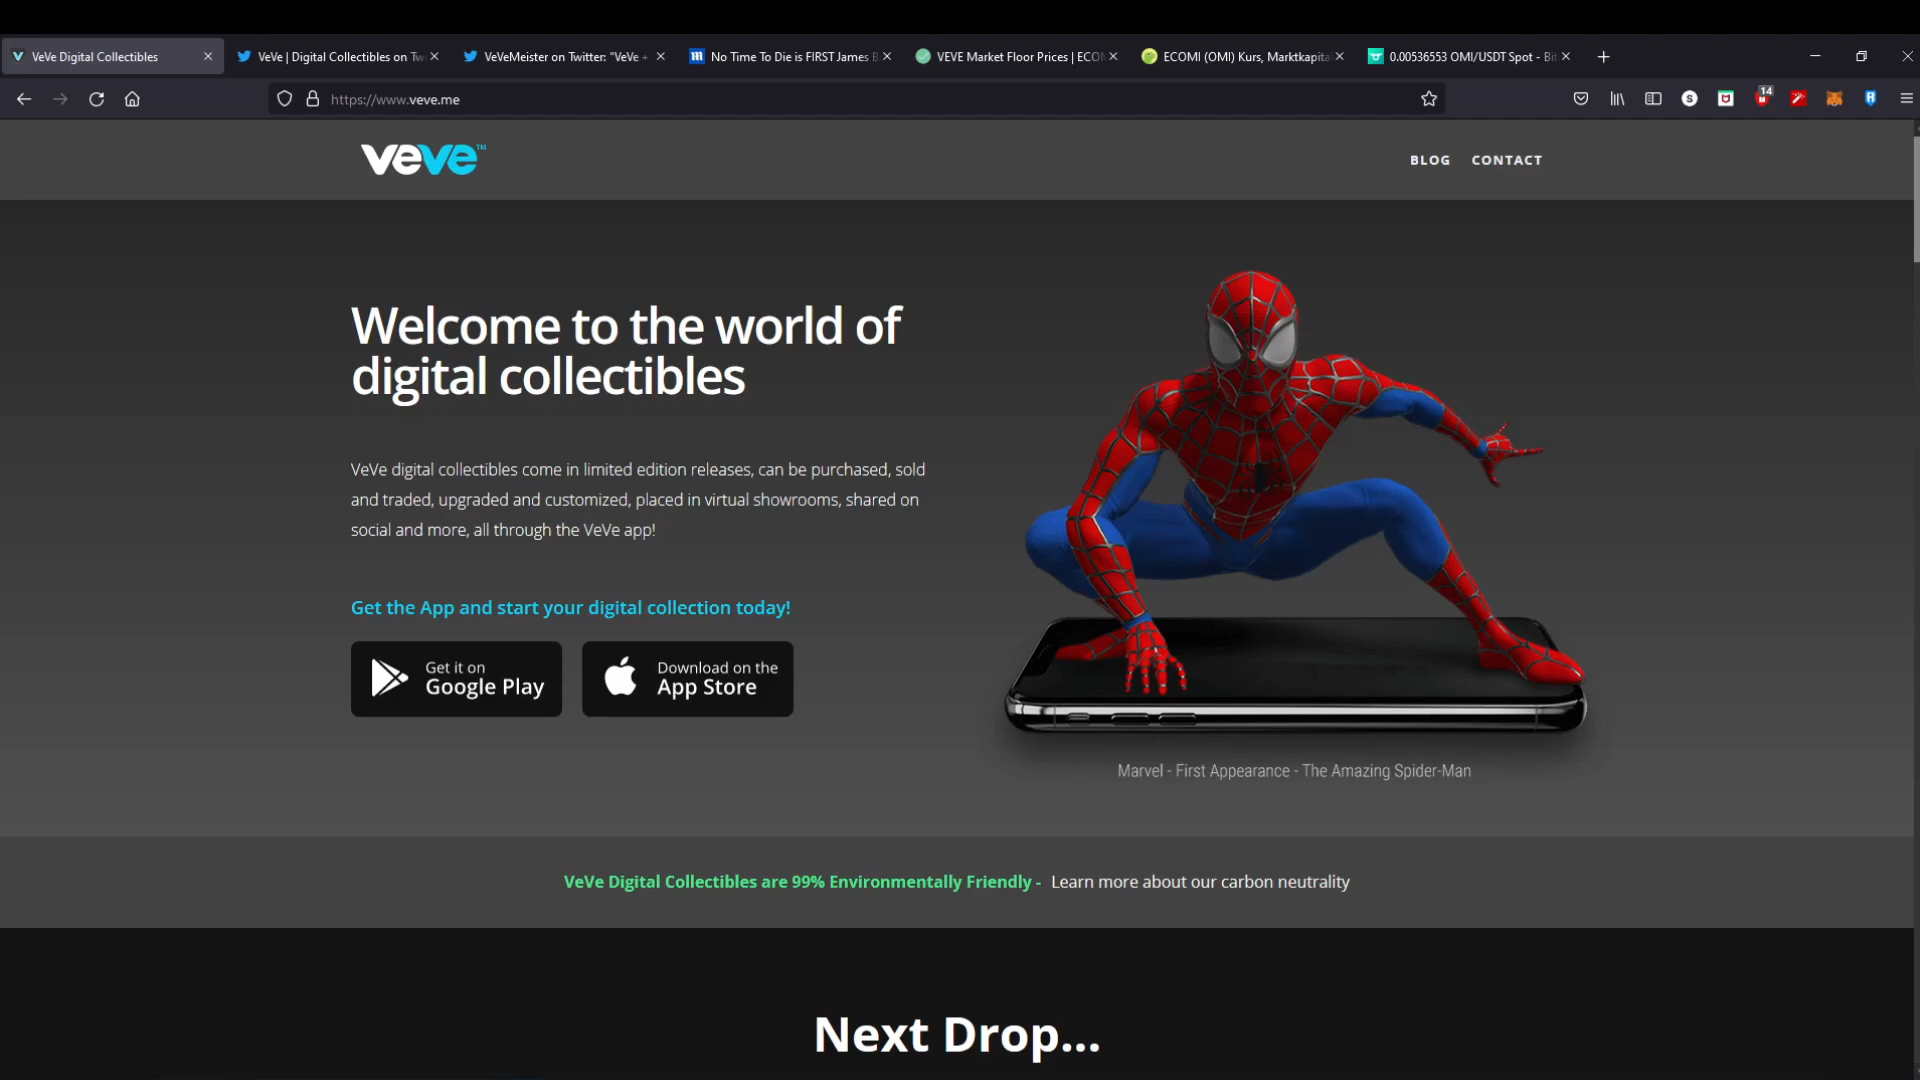 VeVe Digital Collectibles
VeVe | Digital Collectibles on Tw
VeVeMeister on Twitter: "VeVe +
No Time To Die is FIRST James B
VEVE Market Floor Prices | ECO
ECOMI (OMI) Kurs, Marktkapita
0.00536553 OMI/USDT Spot - Bit
https://www.veve.me
14
veve™
BLOG
CONTACT
Welcome to the world of
digital collectibles
VeVe digital collectibles come in limited edition releases, can be purchased, sold
and traded, upgraded and customized, placed in virtual showrooms, shared on
social and more, all through the VeVe app!
Get the App and start your digital collection today!
Get it on
Google Play
Download on the
App Store
Marvel - First Appearance - The Amazing Spider-Man
VeVe Digital Collectibles are 99% Environmentally Friendly - Learn more about our carbon neutrality
Next Drop...